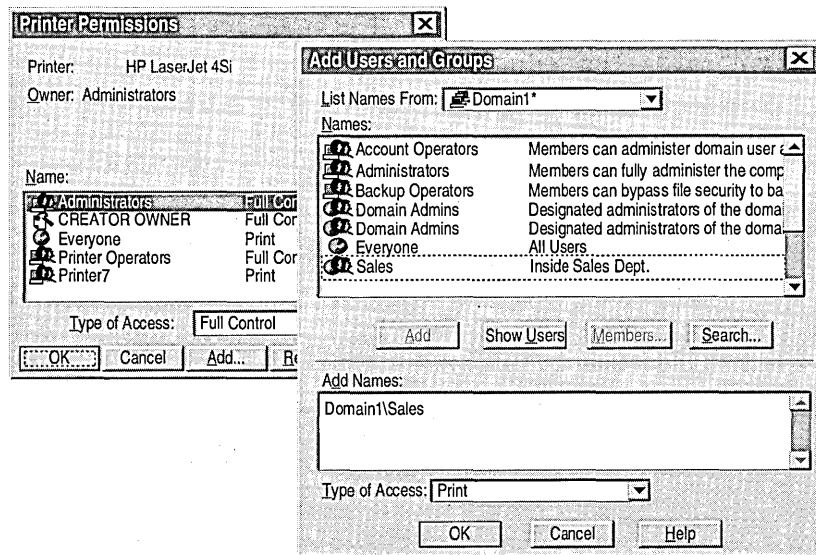 Printer Permissions
Printer: HP LaserJet 4Si
Owner: Administrators
Name:
Administrators Full Con
CREATOR OWNER Full Cor
Everyone Print
Printer Operators Full Cor
Printer7 Print
Type of Access: Full Control
OK Cancel Add... Re
Add Users and Groups
List Names From: Domain1*
Names:
Account Operators Members can administer domain user a
Administrators Members can fully administer the comp
Backup Operators Members can bypass file security to ba
Domain Admins Designated administrators of the doma
Domain Admins Designated administrators of the doma
Everyone All Users
Sales Inside Sales Dept.
Add Show Users Members... Search...
Add Names:
Domain1\Sales
Type of Access: Print
OK Cancel Help